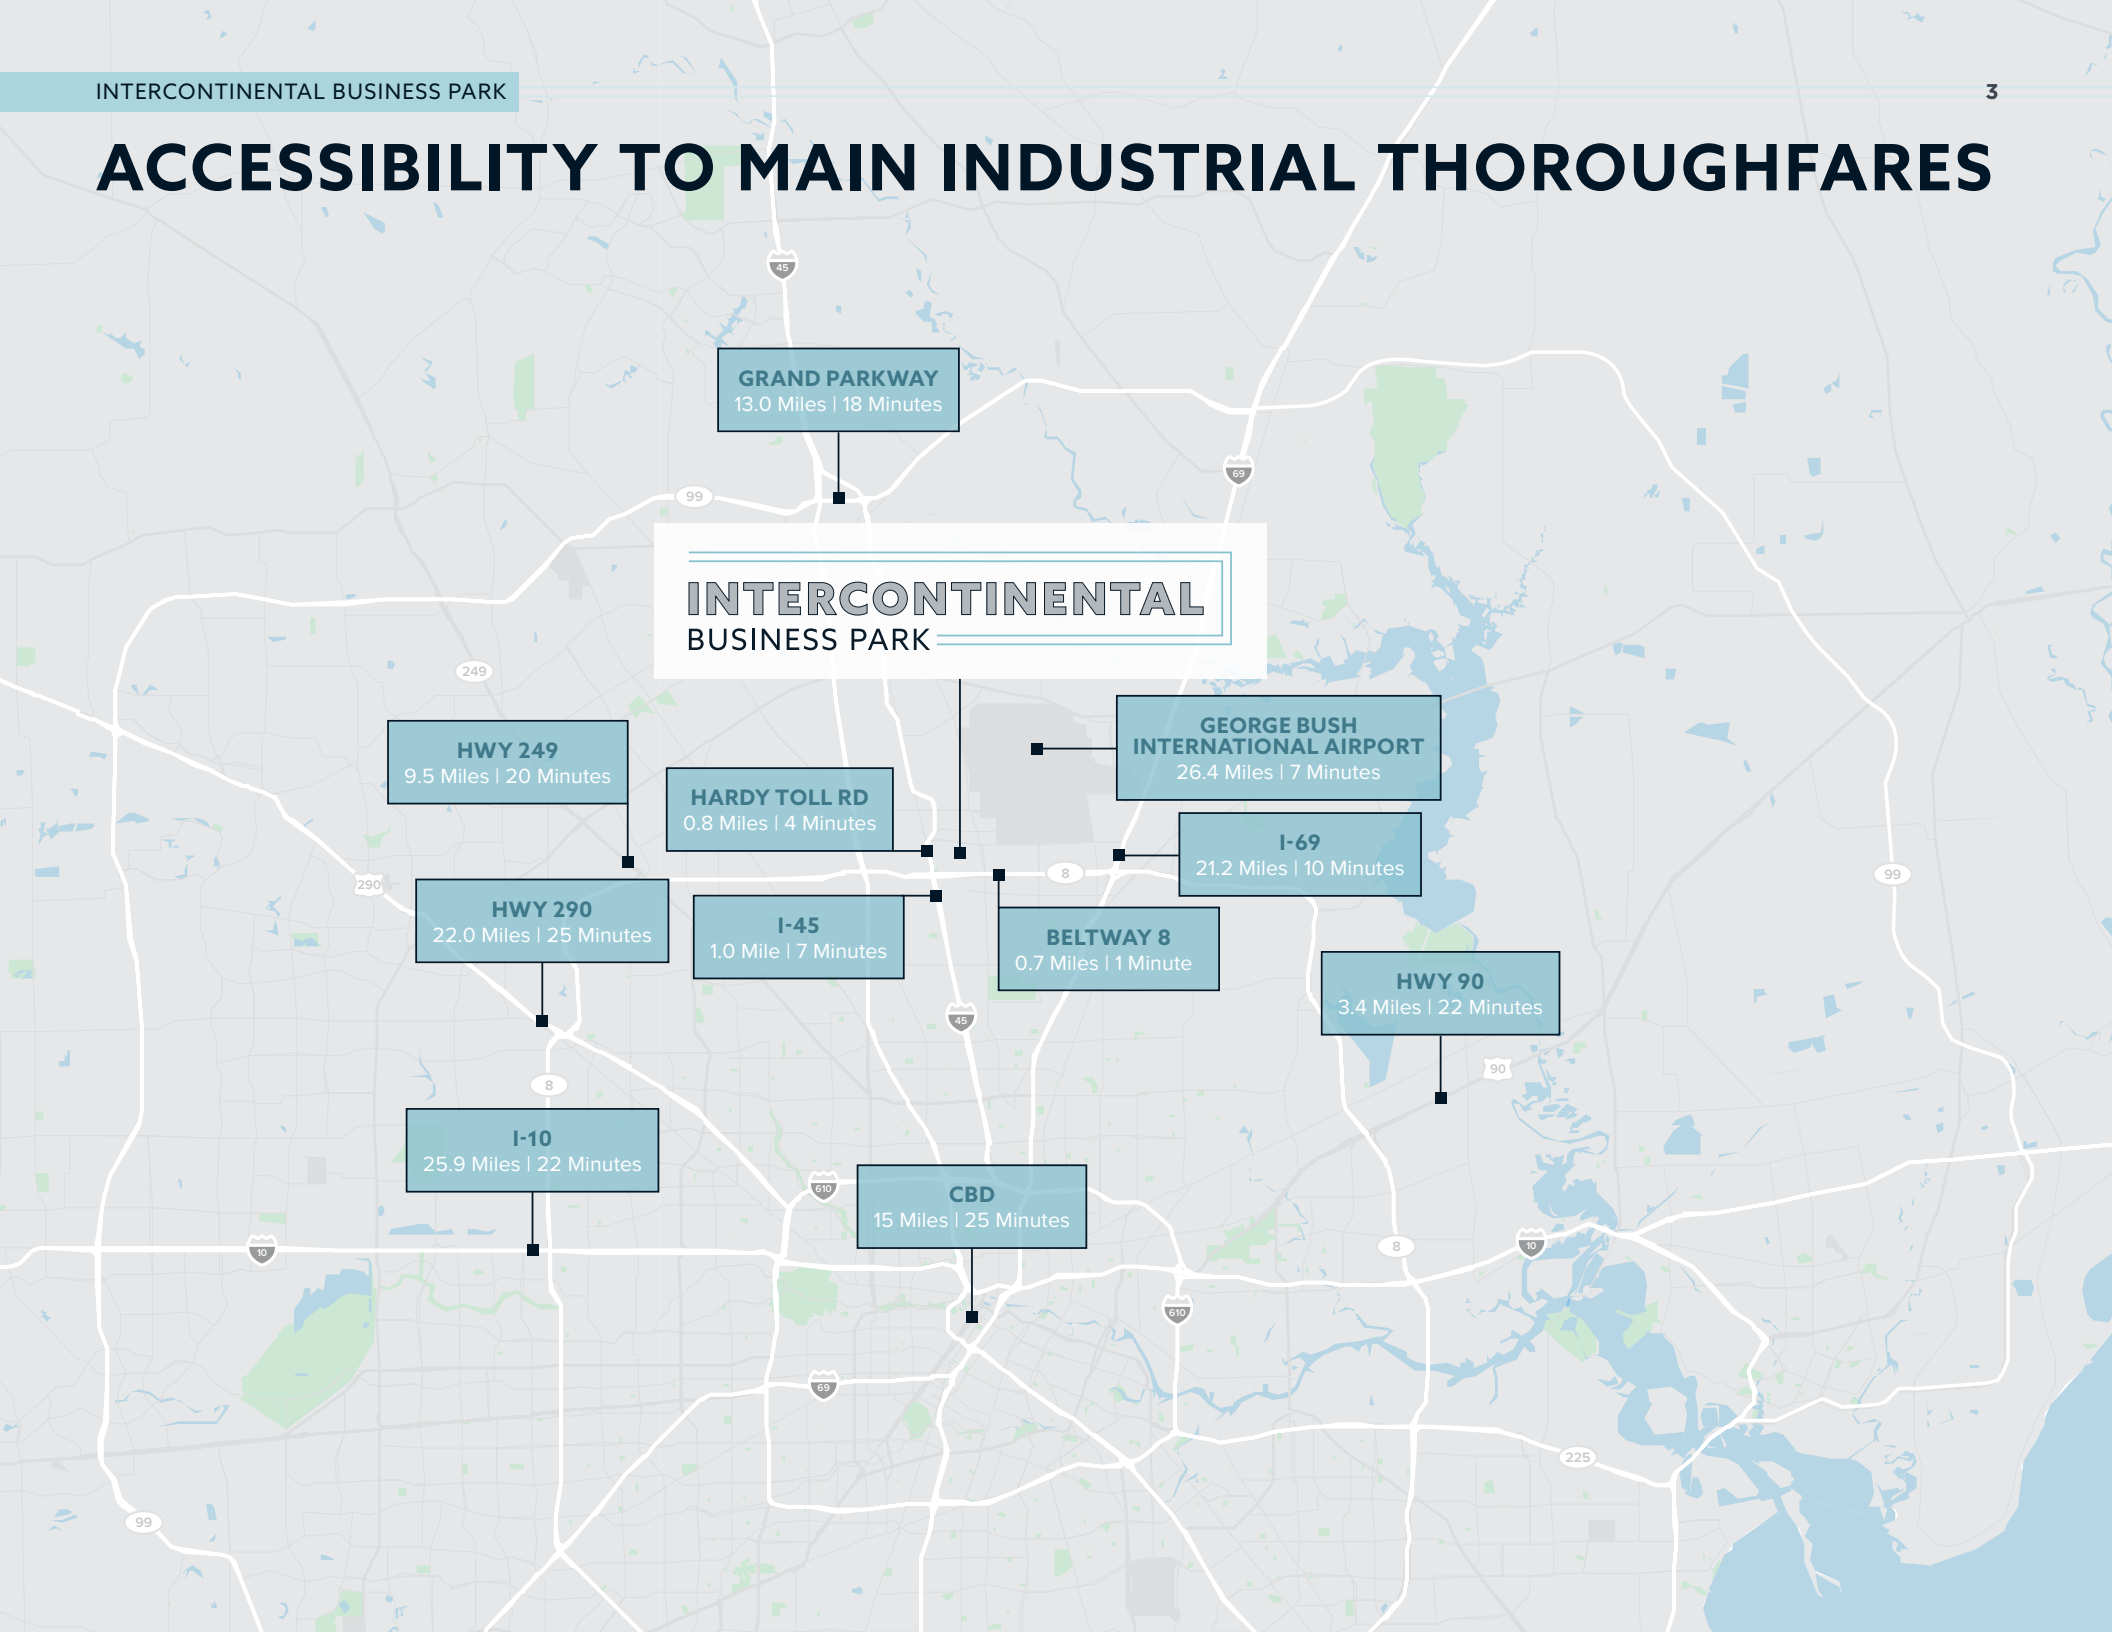 INTERCONTINENTAL BUSINESS PARK
3
ACCESSIBILITY TO MAIN INDUSTRIAL THOROUGHFARES
45
GRAND PARKWAY
13.0 Miles | 18 Minutes
69
99
INTERCONTINENTAL
BUSINESS PARK
249
GEORGE BUSH
INTERNATIONAL AIRPORT
26.4 Miles | 7 Minutes
HWY 249
9.5 Miles | 20 Minutes
HARDY TOLL RD
0.8 Miles | 4 Minutes
I-69
21.2 Miles | 10 Minutes
8
99
290
HWY 290
22.0 Miles | 25 Minutes
I-45
1.0 Mile | 7 Minutes
BELTWAY 8
0.7 Miles | 1 Minute
HWY 90
3.4 Miles | 22 Minutes
45
90
8
I-10
25.9 Miles | 22 Minutes
610
CBD
15 Miles | 25 Minutes
10
8
10
610
69
225
99